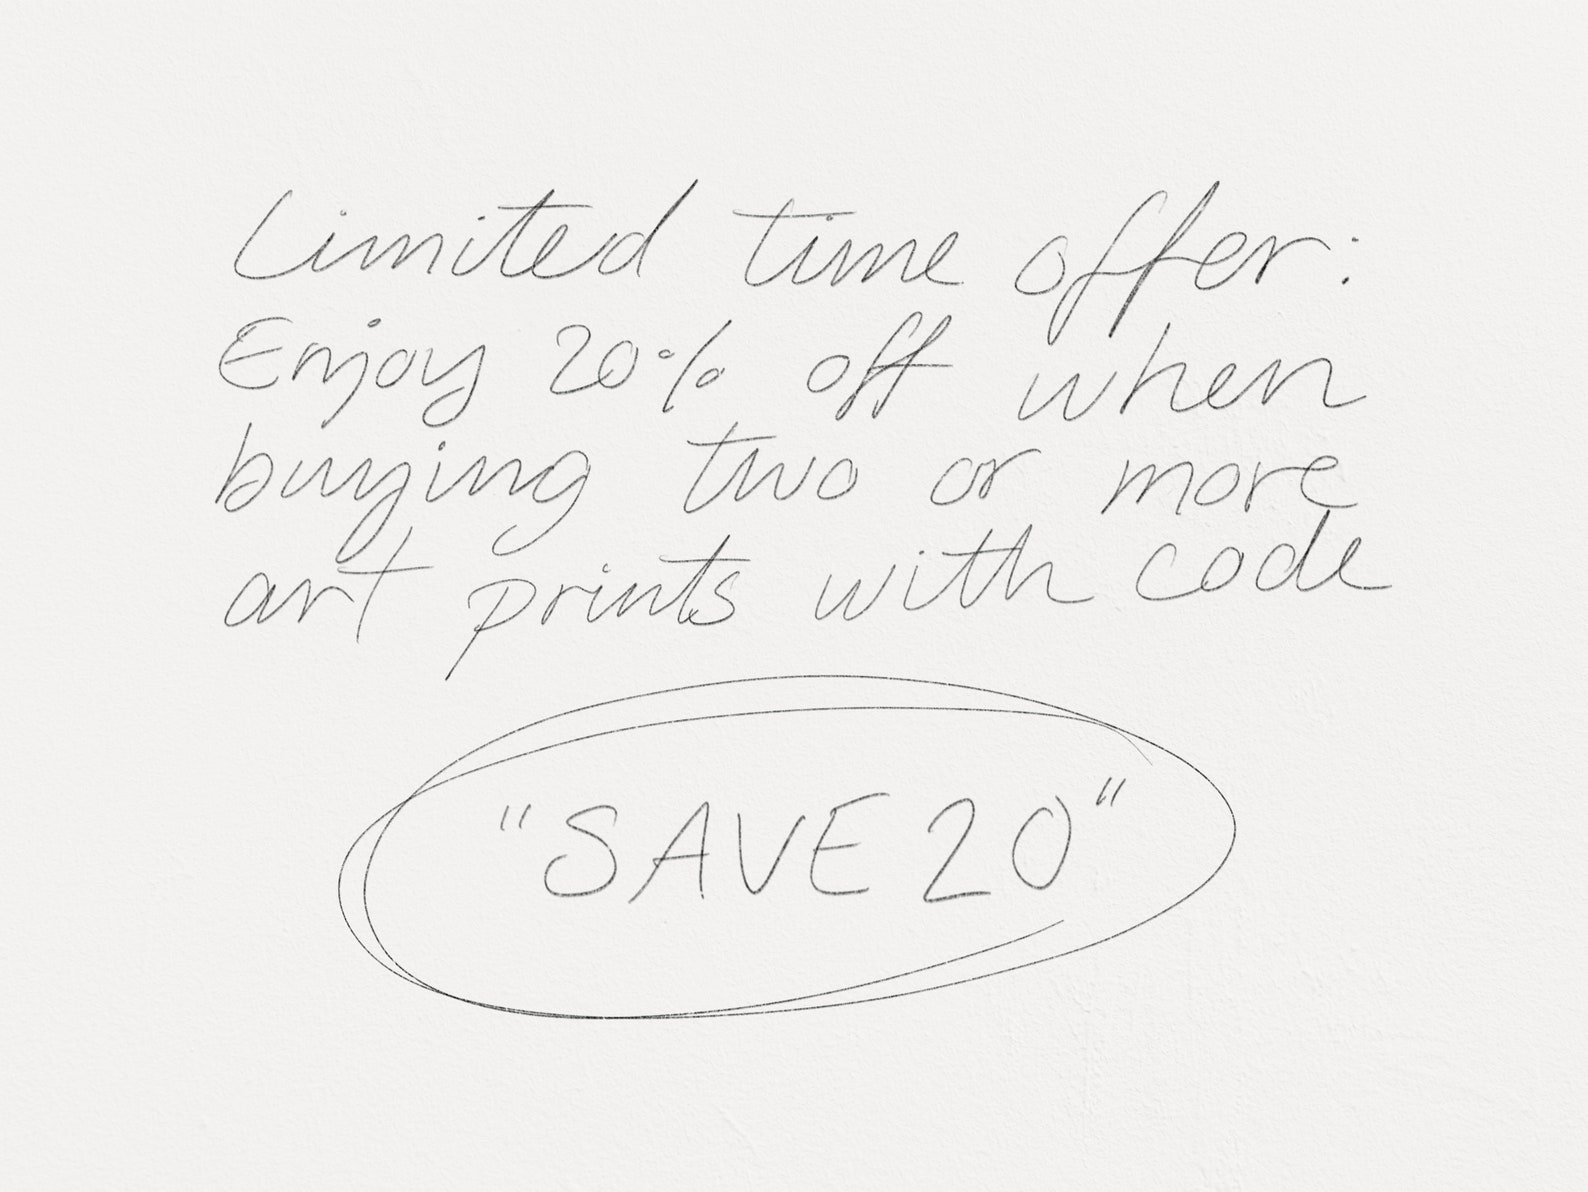 Limited time offer:
Enjoy 20% off when
buying two or more
art prints with code
"SAVE 20"